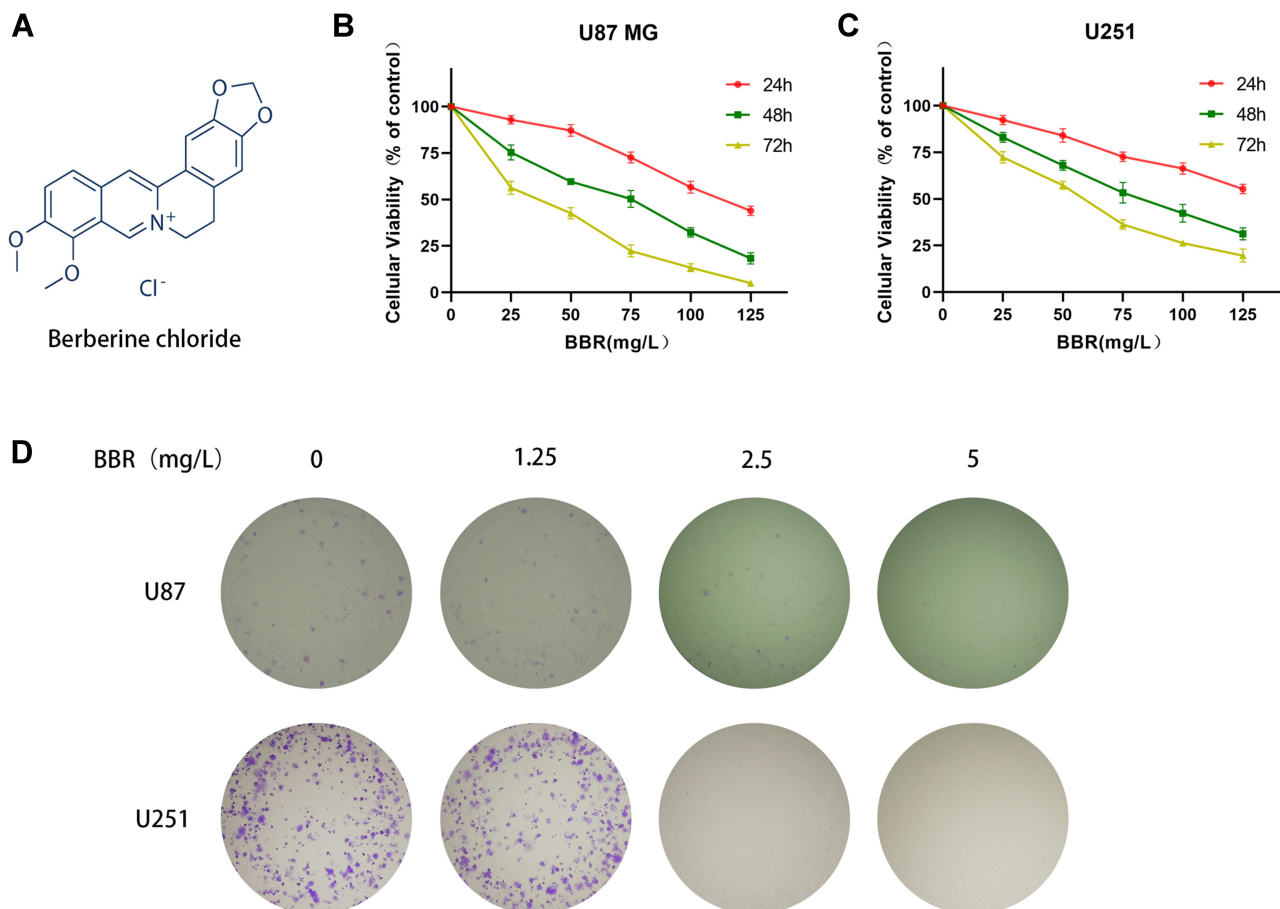 A
O
O
N+
O
O
Cl-
Berberine chloride
B
U87 MG
Cellular Viability（% of control）
100
75
50
25
0
0 25 50 75 100 125
BBR(mg/L）
24h
48h
72h
C
U251
Cellular Viability（% of control）
100
75
50
25
0
0 25 50 75 100 125
BBR(mg/L）
24h
48h
72h
D
BBR（mg/L） 0 1.25 2.5 5
U87
U251